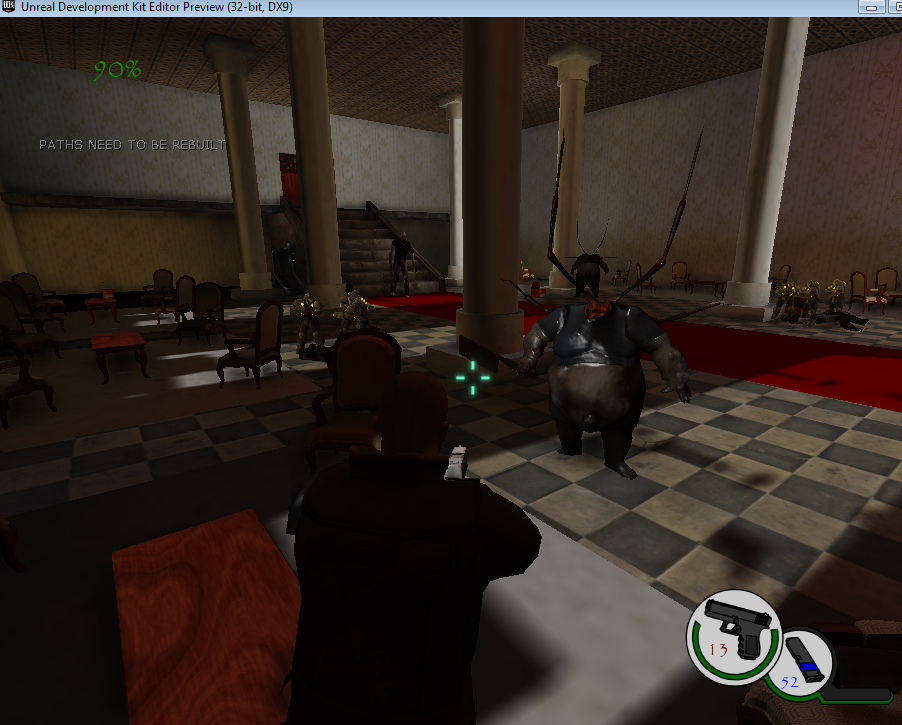 Unreal Development Kit Editor Preview (32-bit, DX9)
90%
PATHS NEED TO BE REBUILT
13
52